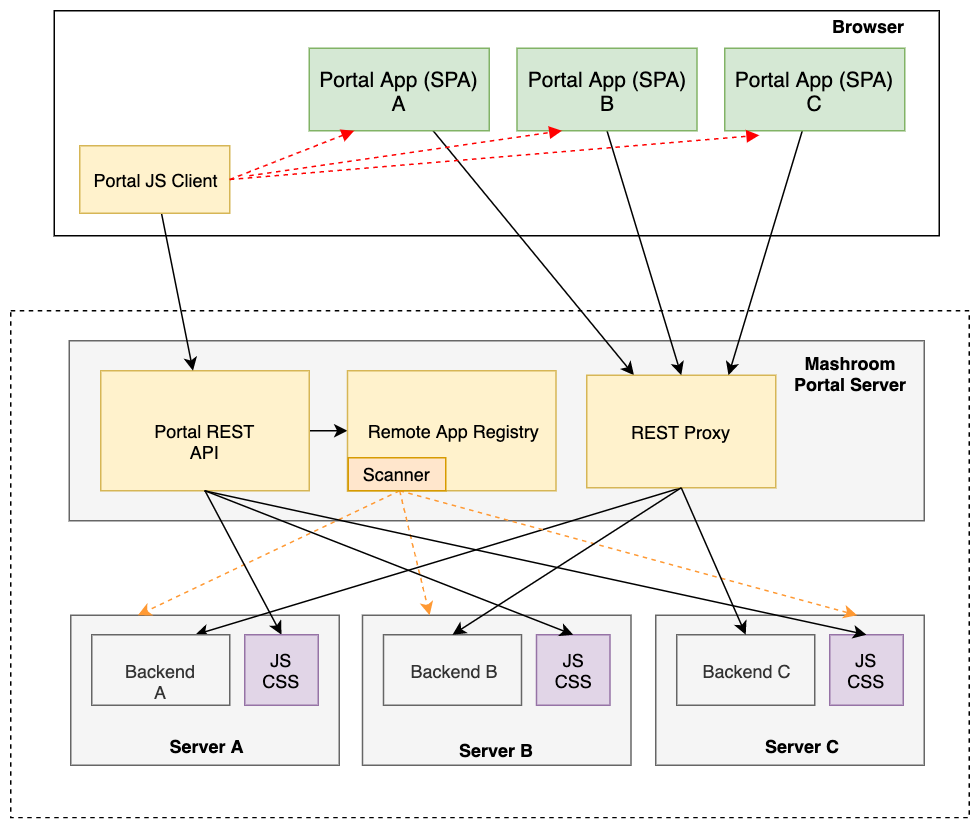 Browser
Portal App (SPA)
A
Portal App (SPA)
B
Portal App (SPA)
C
Portal JS Client
Mashroom
Portal Server
Portal REST
API
Remote App Registry
Scanner
REST Proxy
Backend
A
JS
CSS
Server A
Backend B
JS
CSS
Server B
Backend C
JS
CSS
Server C